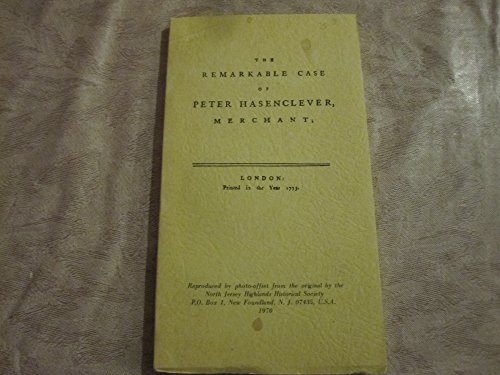 THE
REMARKABLE CASE
OF
PETER HASENCLEVER,
MERCHANT;
LONDON:
Printed in the Year 1773.
Reproduced by photo-offset from the original by the
North Jersey Highlands Historical Society
P.O. Box 1, New Foundland, N. J. 07435, U.S.A.
1970